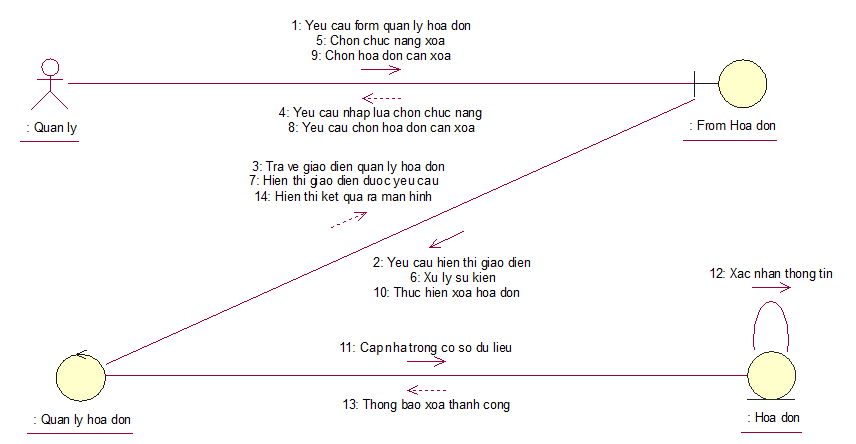 1: Yeu cau form quan ly hoa don
5: Chon chuc nang xoa
9: Chon hoa don can xoa
4: Yeu cau nhap lua chon chuc nang
8: Yeu cau chon hoa don can xoa
: Quan ly
: From Hoa don
3: Tra ve giao dien quan ly hoa don
7: Hien thi giao dien duoc yeu cau
14: Hien thi ket qua ra man hinh
2: Yeu cau hien thi giao dien
6: Xu ly su kien
10: Thuc hien xoa hoa don
12: Xac nhan thong tin
11: Cap nha trong co so du lieu
13: Thong bao xoa thanh cong
: Quan ly hoa don
: Hoa don